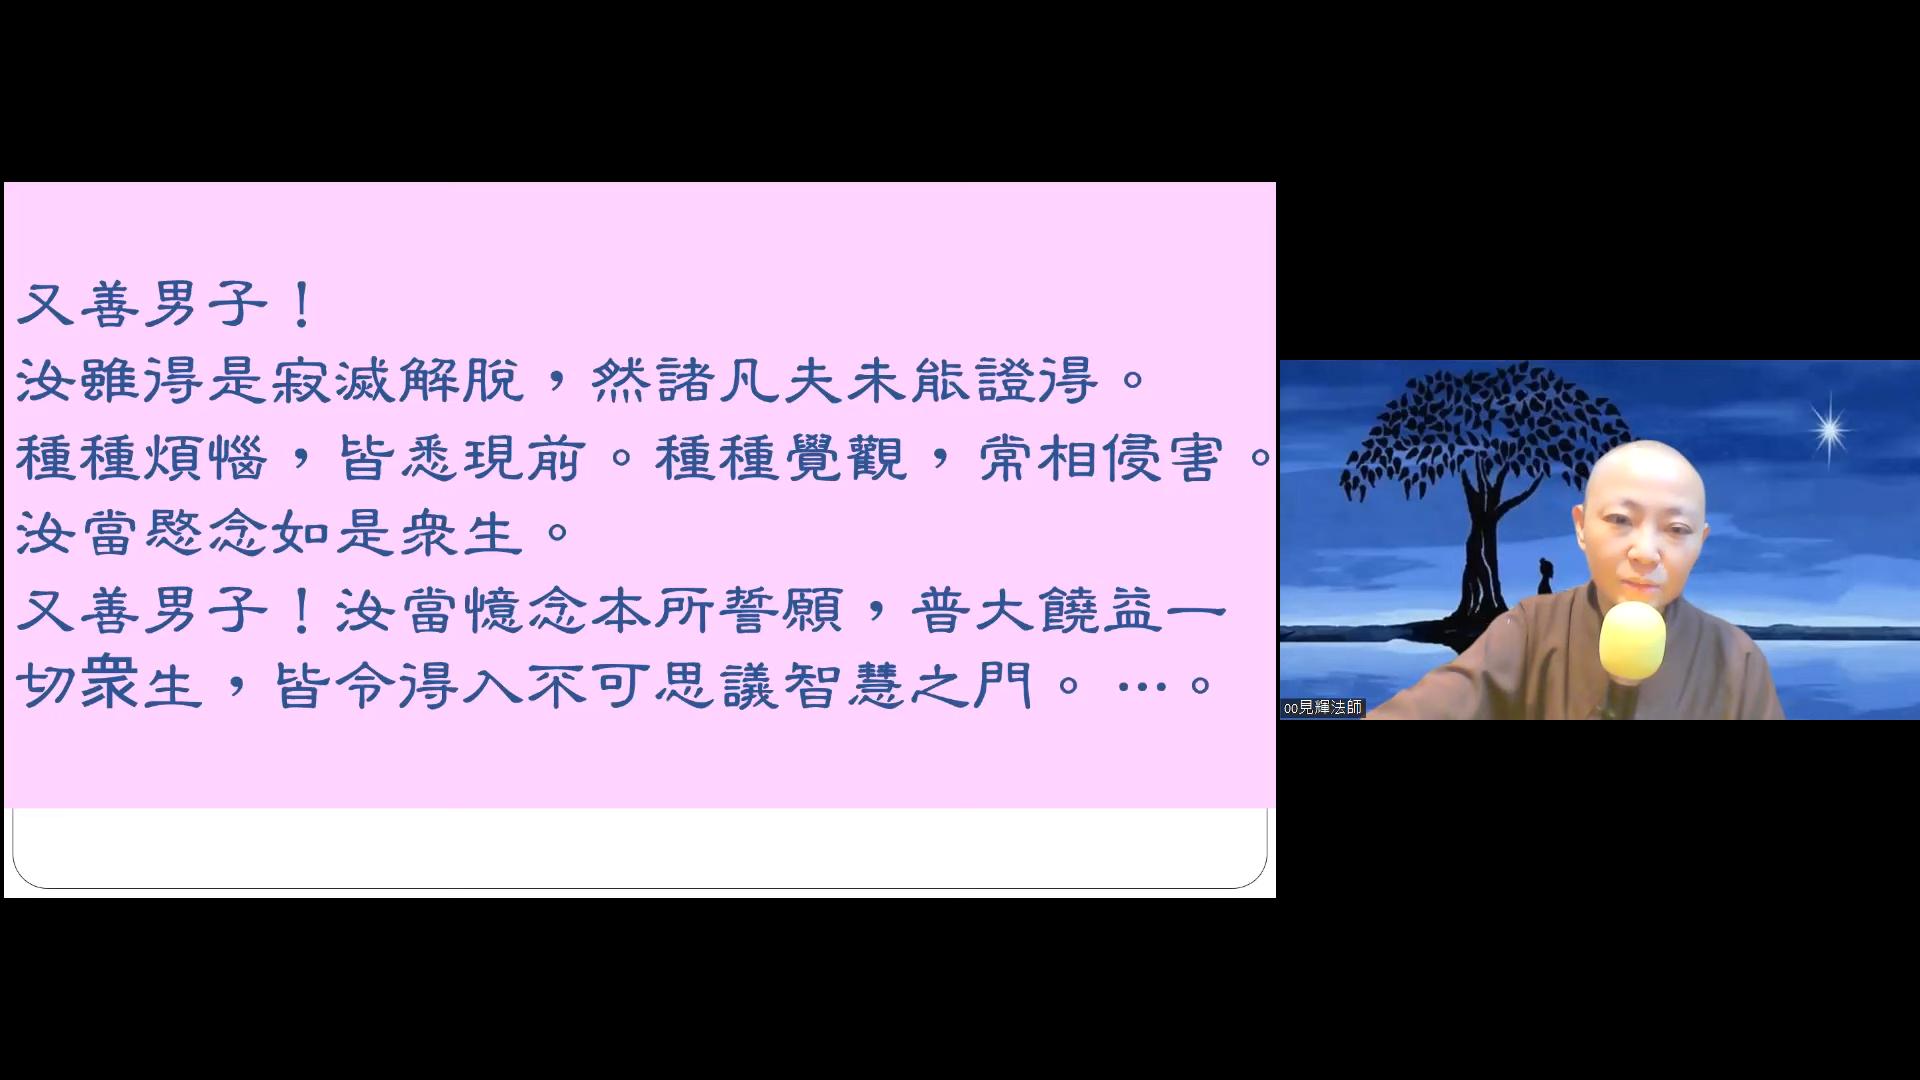 又善男子！
汝雖得是寂滅解脫，然諸凡夫未能證得。
種種煩惱，皆悉現前。種種覺觀，常相侵害。
汝當愍念如是眾生。
又善男子！汝當憶念本所誓願，普大饒益一
切衆生，皆令得入不可思議智慧之門。…。
oo見輝法師